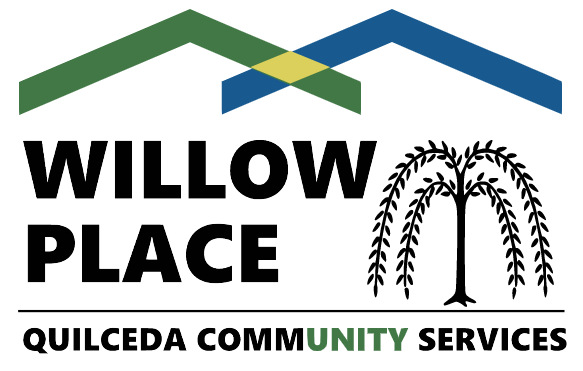 WILLOW
PLACE
QUILCEDA COMMUNITY SERVICES